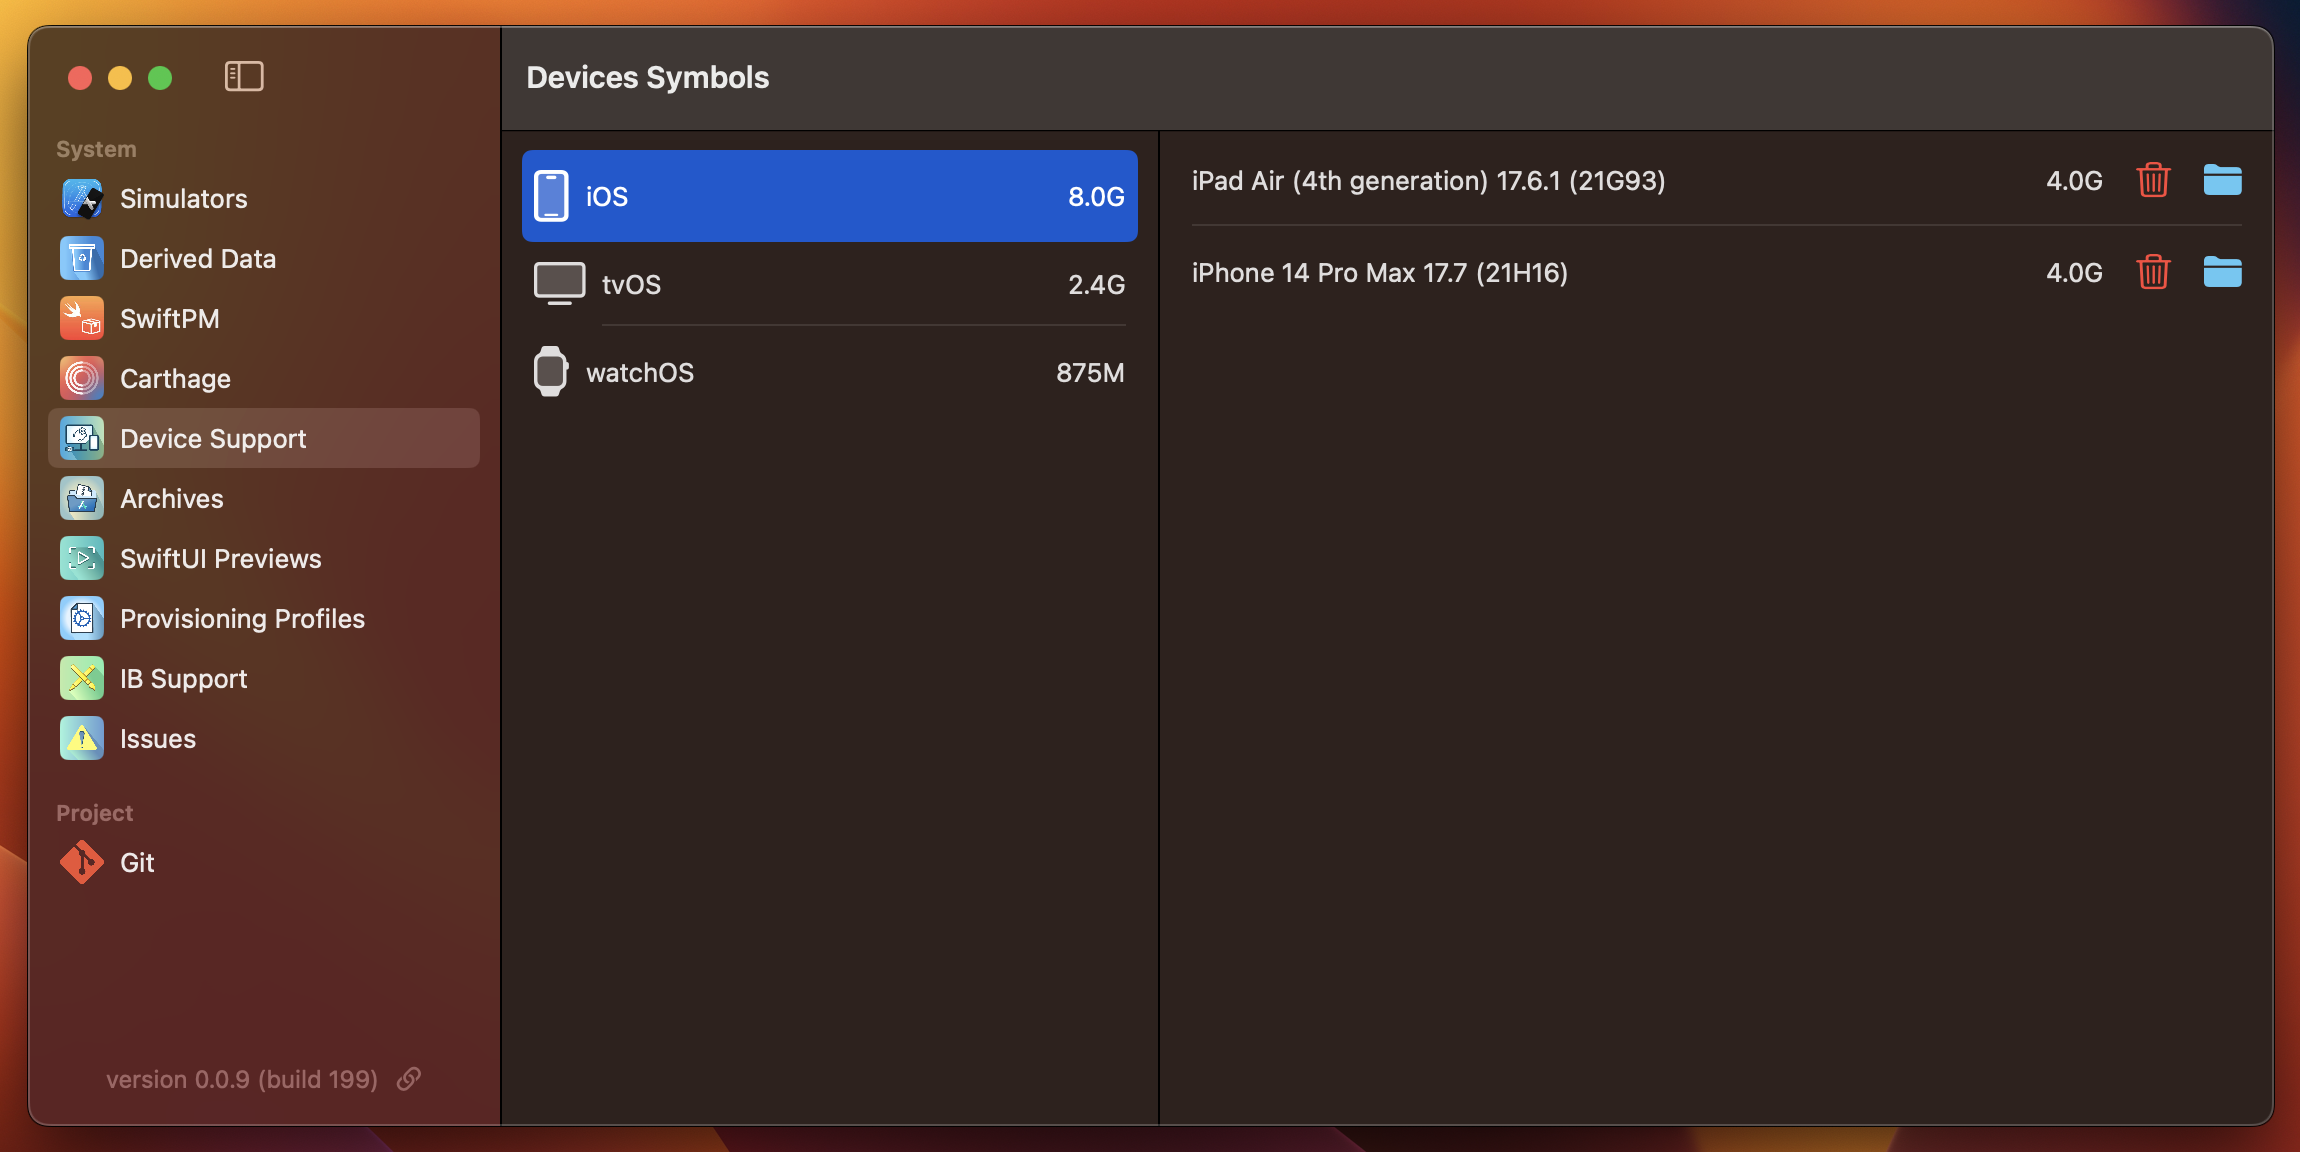 Devices Symbols
System
Simulators
Derived Data
SwiftPM
Carthage
Device Support
Archives
SwiftUI Previews
Provisioning Profiles
IB Support
Issues
Project
Git
version 0.0.9 (build 199)
iOS 8.0G
tvOS 2.4G
watchOS 875M
iPad Air (4th generation) 17.6.1 (21G93) 4.0G
iPhone 14 Pro Max 17.7 (21H16) 4.0G